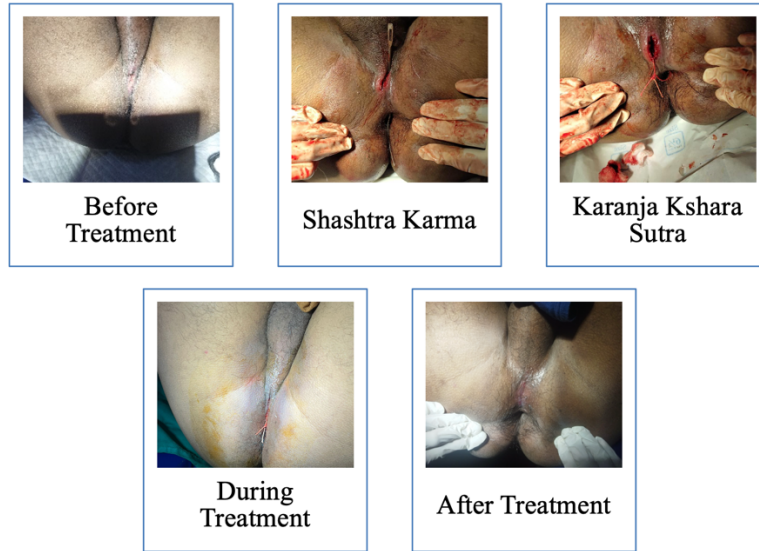 Before
Treatment
Shashtra Karma
Karanja Kshara
Sutra
During
Treatment
After Treatment